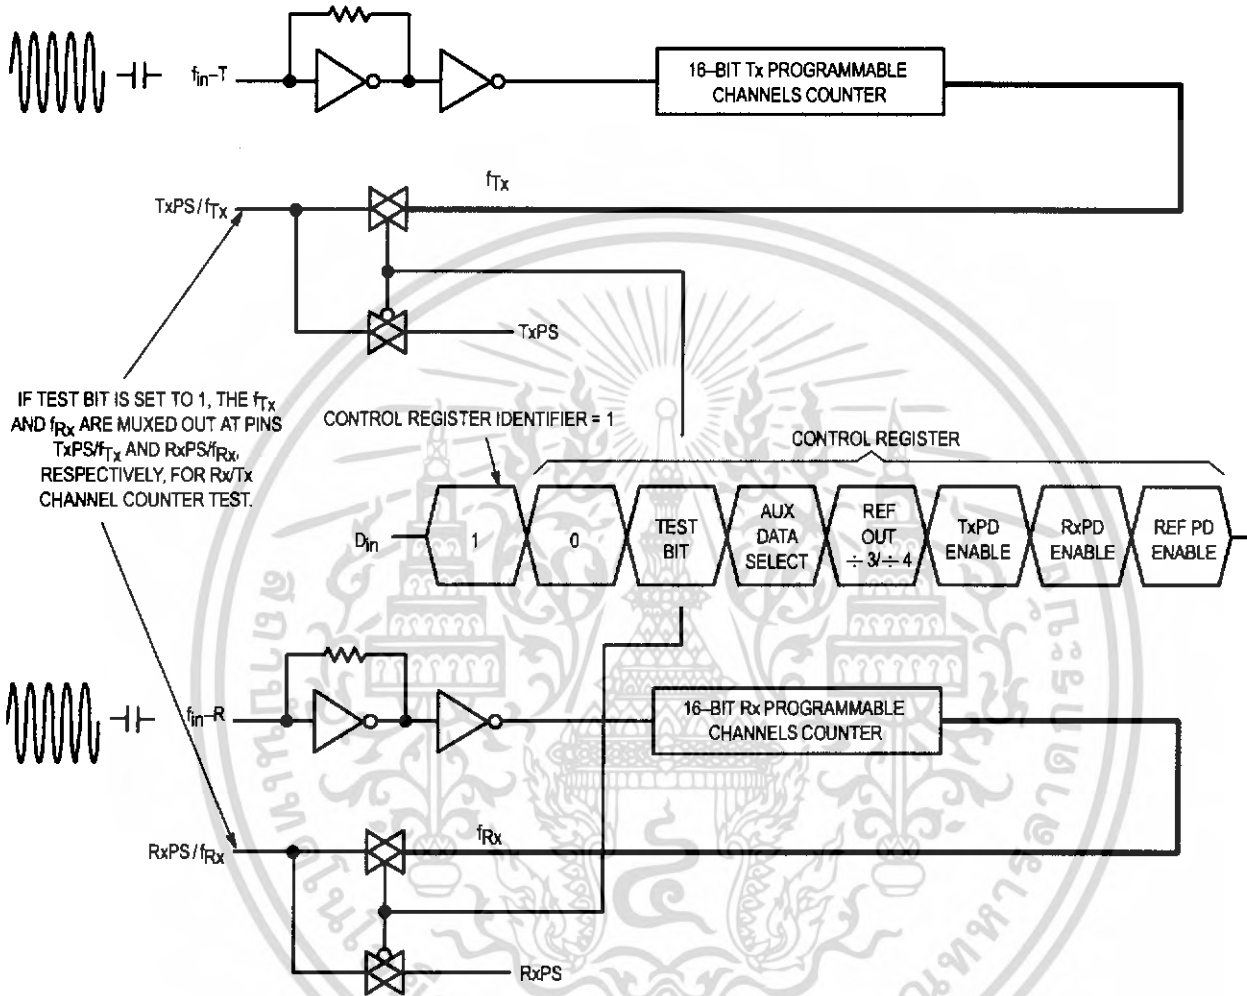 fin–T
16–BIT Tx PROGRAMMABLE
CHANNELS COUNTER
fTx
TxPS/fTx
TxPS
IF TEST BIT IS SET TO 1, THE fTx
AND fRx ARE MUXED OUT AT PINS
TxPS/fTx AND RxPS/fRx,
RESPECTIVELY, FOR Rx/Tx
CHANNEL COUNTER TEST.
CONTROL REGISTER IDENTIFIER = 1
CONTROL REGISTER
Din
1
0
TEST
BIT
AUX
DATA
SELECT
REF
OUT
÷ 3/÷ 4
TxPD
ENABLE
RxPD
ENABLE
REF PD
ENABLE
fin–R
16–BIT Rx PROGRAMMABLE
CHANNELS COUNTER
fRx
RxPS/fRx
RxPS